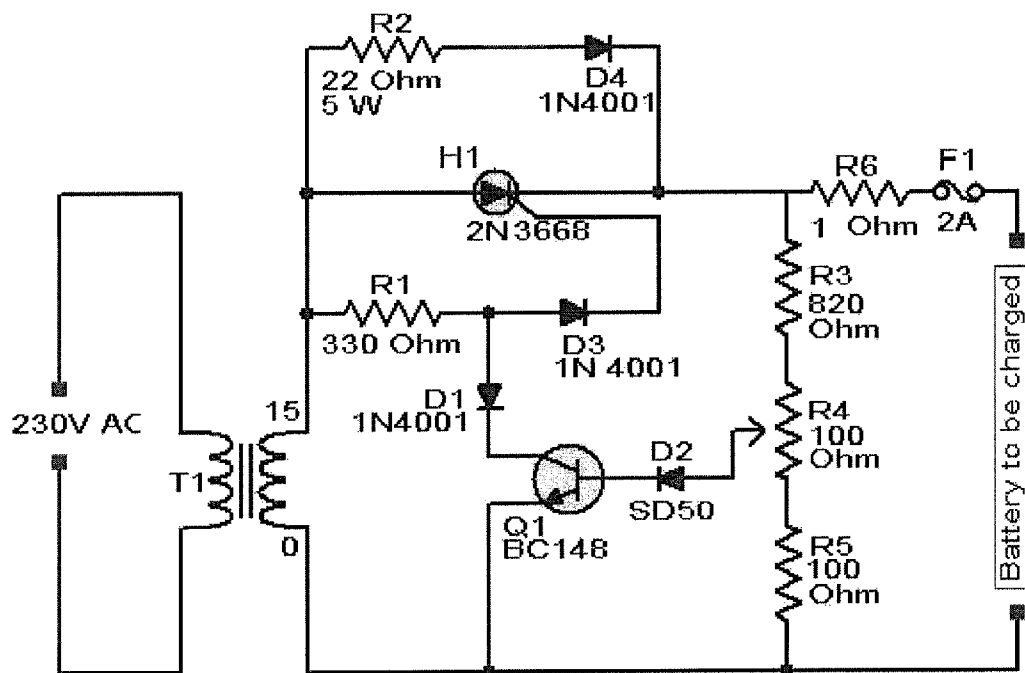 R2
22 Ohm
5 W
D4
1N4001
H1
2N3668
R6
1 Ohm
F1
2A
R1
330 Ohm
D3
1N 4001
R3
820
Ohm
D1
1N4001
230V AC
15
T1
0
R4
100
Ohm
D2
SD50
Q1
BC148
R5
100
Ohm
Battery to be charged